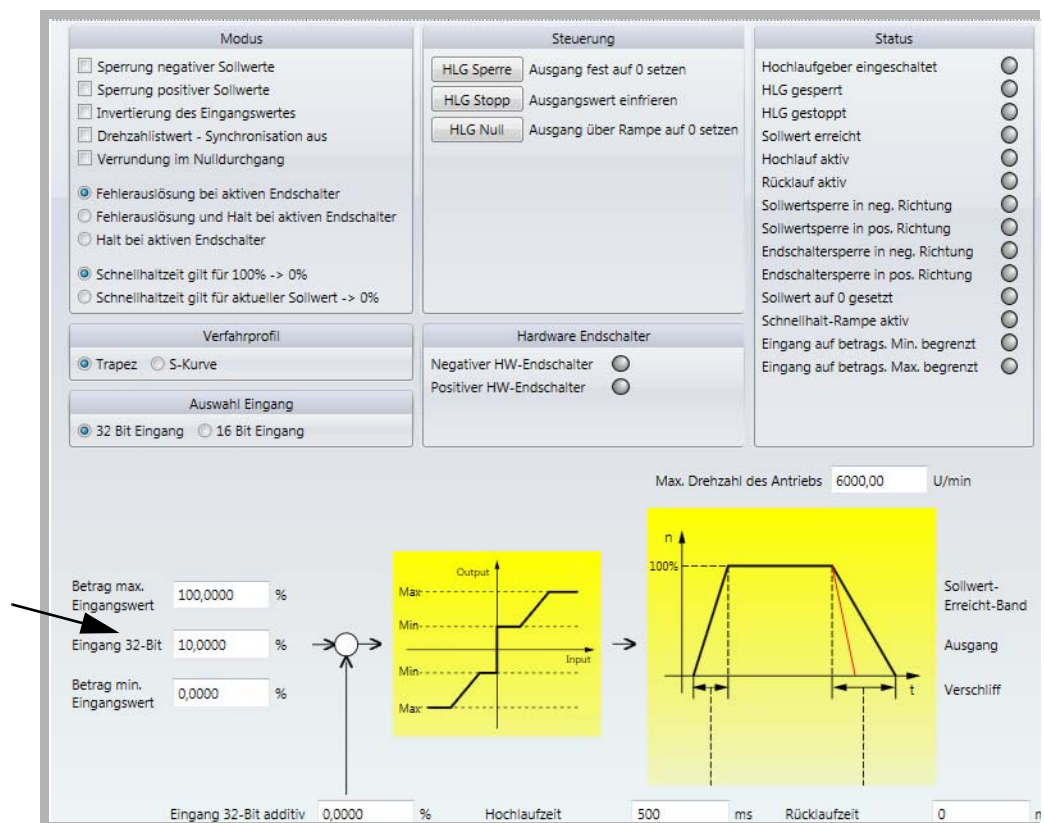 Modus
Sperrung negativer Sollwerte
Sperrung positiver Sollwerte
Invertierung des Eingangswertes
Drehzahlistwert - Synchronisation aus
Verrundung im Nulldurchgang
Fehlerauslösung bei aktiven Endschalter
Fehlerauslösung und Halt bei aktiven Endschalter
Halt bei aktiven Endschalter
Schnellhaltzeit gilt für 100% -> 0%
Schnellhaltzeit gilt für aktueller Sollwert -> 0%
Verfahrprofil
Trapez S-Kurve
Auswahl Eingang
32 Bit Eingang 16 Bit Eingang
Steuerung
HLG Sperre Ausgang fest auf 0 setzen
HLG Stopp Ausgangswert einfrieren
HLG Null Ausgang über Rampe auf 0 setzen
Hardware Endschalter
Negativer HW-Endschalter
Positiver HW-Endschalter
Status
Hochlaufgeber eingeschaltet
HLG gesperrt
HLG gestoppt
Sollwert erreicht
Hochlauf aktiv
Rücklauf aktiv
Sollwertsperre in neg. Richtung
Sollwertsperre in pos. Richtung
Endschaltersperre in neg. Richtung
Endschaltersperre in pos. Richtung
Sollwert auf 0 gesetzt
Schnellhalt-Rampe aktiv
Eingang auf betrags. Min. begrenzt
Eingang auf betrags. Max. begrenzt
Max. Drehzahl des Antriebs 6000,00 U/min
Betrag max.
Eingangswert 100,0000 %
Eingang 32-Bit 10,0000 %
Betrag min.
Eingangswert 0,0000 %
Output
Max
Min
Input
Min
Max
n
100%
t
Sollwert-
Erreicht-Band
Ausgang
Verschliff
Eingang 32-Bit additiv 0,0000 % Hochlaufzeit 500 ms Rücklaufzeit 0